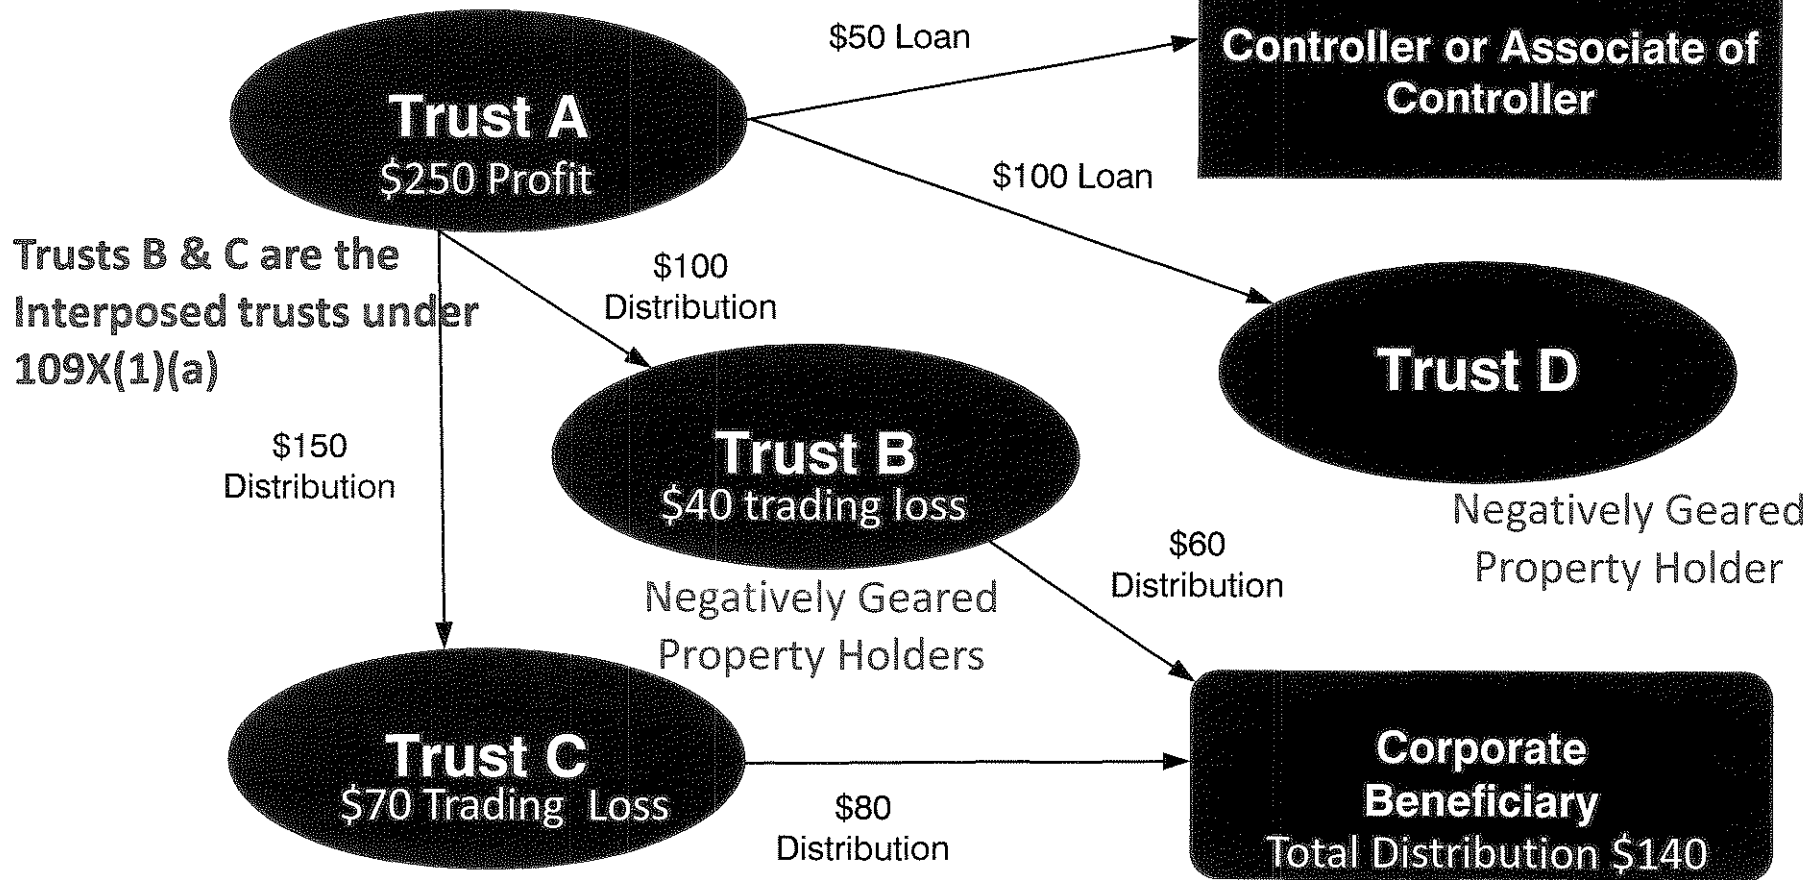 $50 Loan
Controller or Associate of
Controller
Trust A
$250 Profit
$100 Loan
Trusts B & C are the
Interposed trusts under
109X(1)(a)
$100
Distribution
Trust D
$150
Distribution
Trust B
$40 trading loss
Negatively Geared
Property Holder
$60
Distribution
Negatively Geared
Property Holders
Trust C
$70 Trading Loss
$80
Distribution
Corporate
Beneficiary
Total Distribution $140